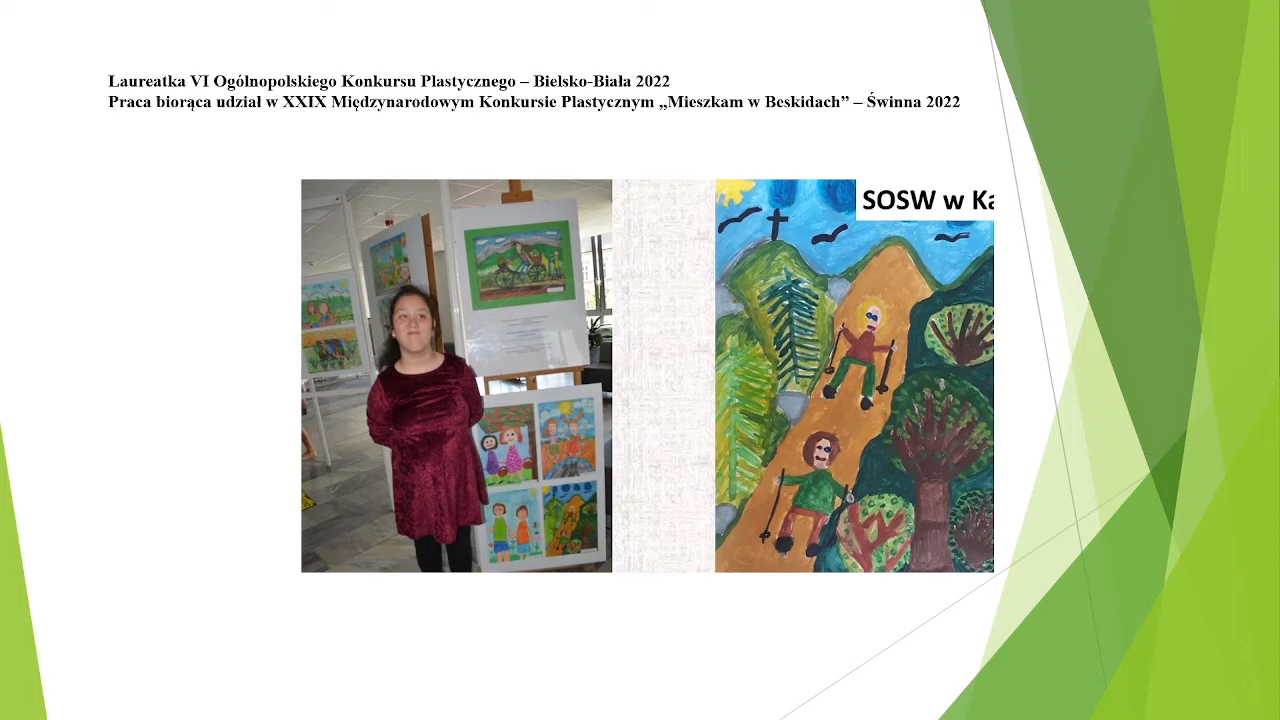 Laureatka VI Ogólnopolskiego Konkursu Plastycznego – Bielsko-Biała 2022
Praca biorąca udział w XXIX Międzynarodowym Konkursie Plastycznym „Mieszkam w Beskidach” – Świnna 2022
SOSW w Ka